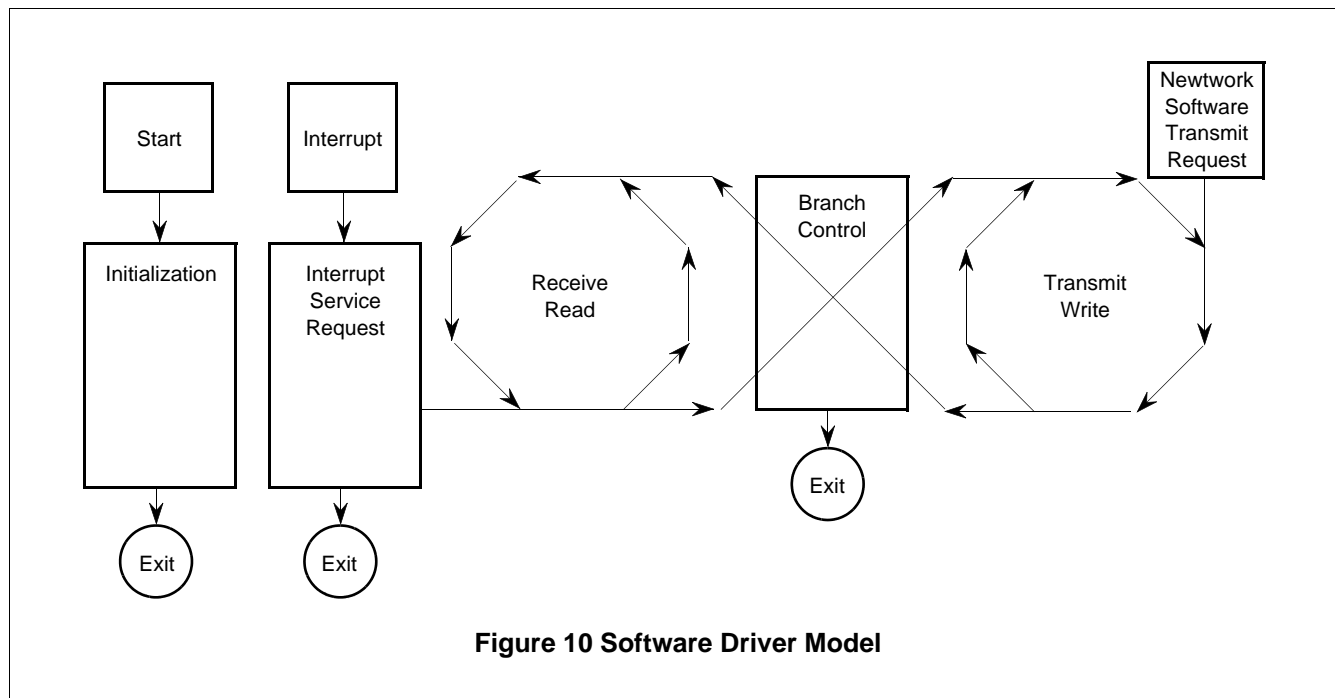 Start
Interrupt
Newtwork
Software
Transmit
Request
Initialization
Interrupt
Service
Request
Receive
Read
Branch
Control
Transmit
Write
Exit
Exit
Exit
Figure 10 Software Driver Model